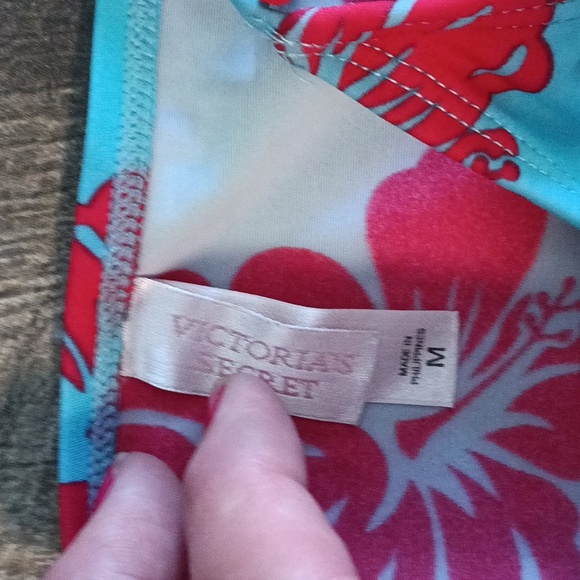 VICTORIA'S
SECRET
MADE IN
PHILIPPINES
M